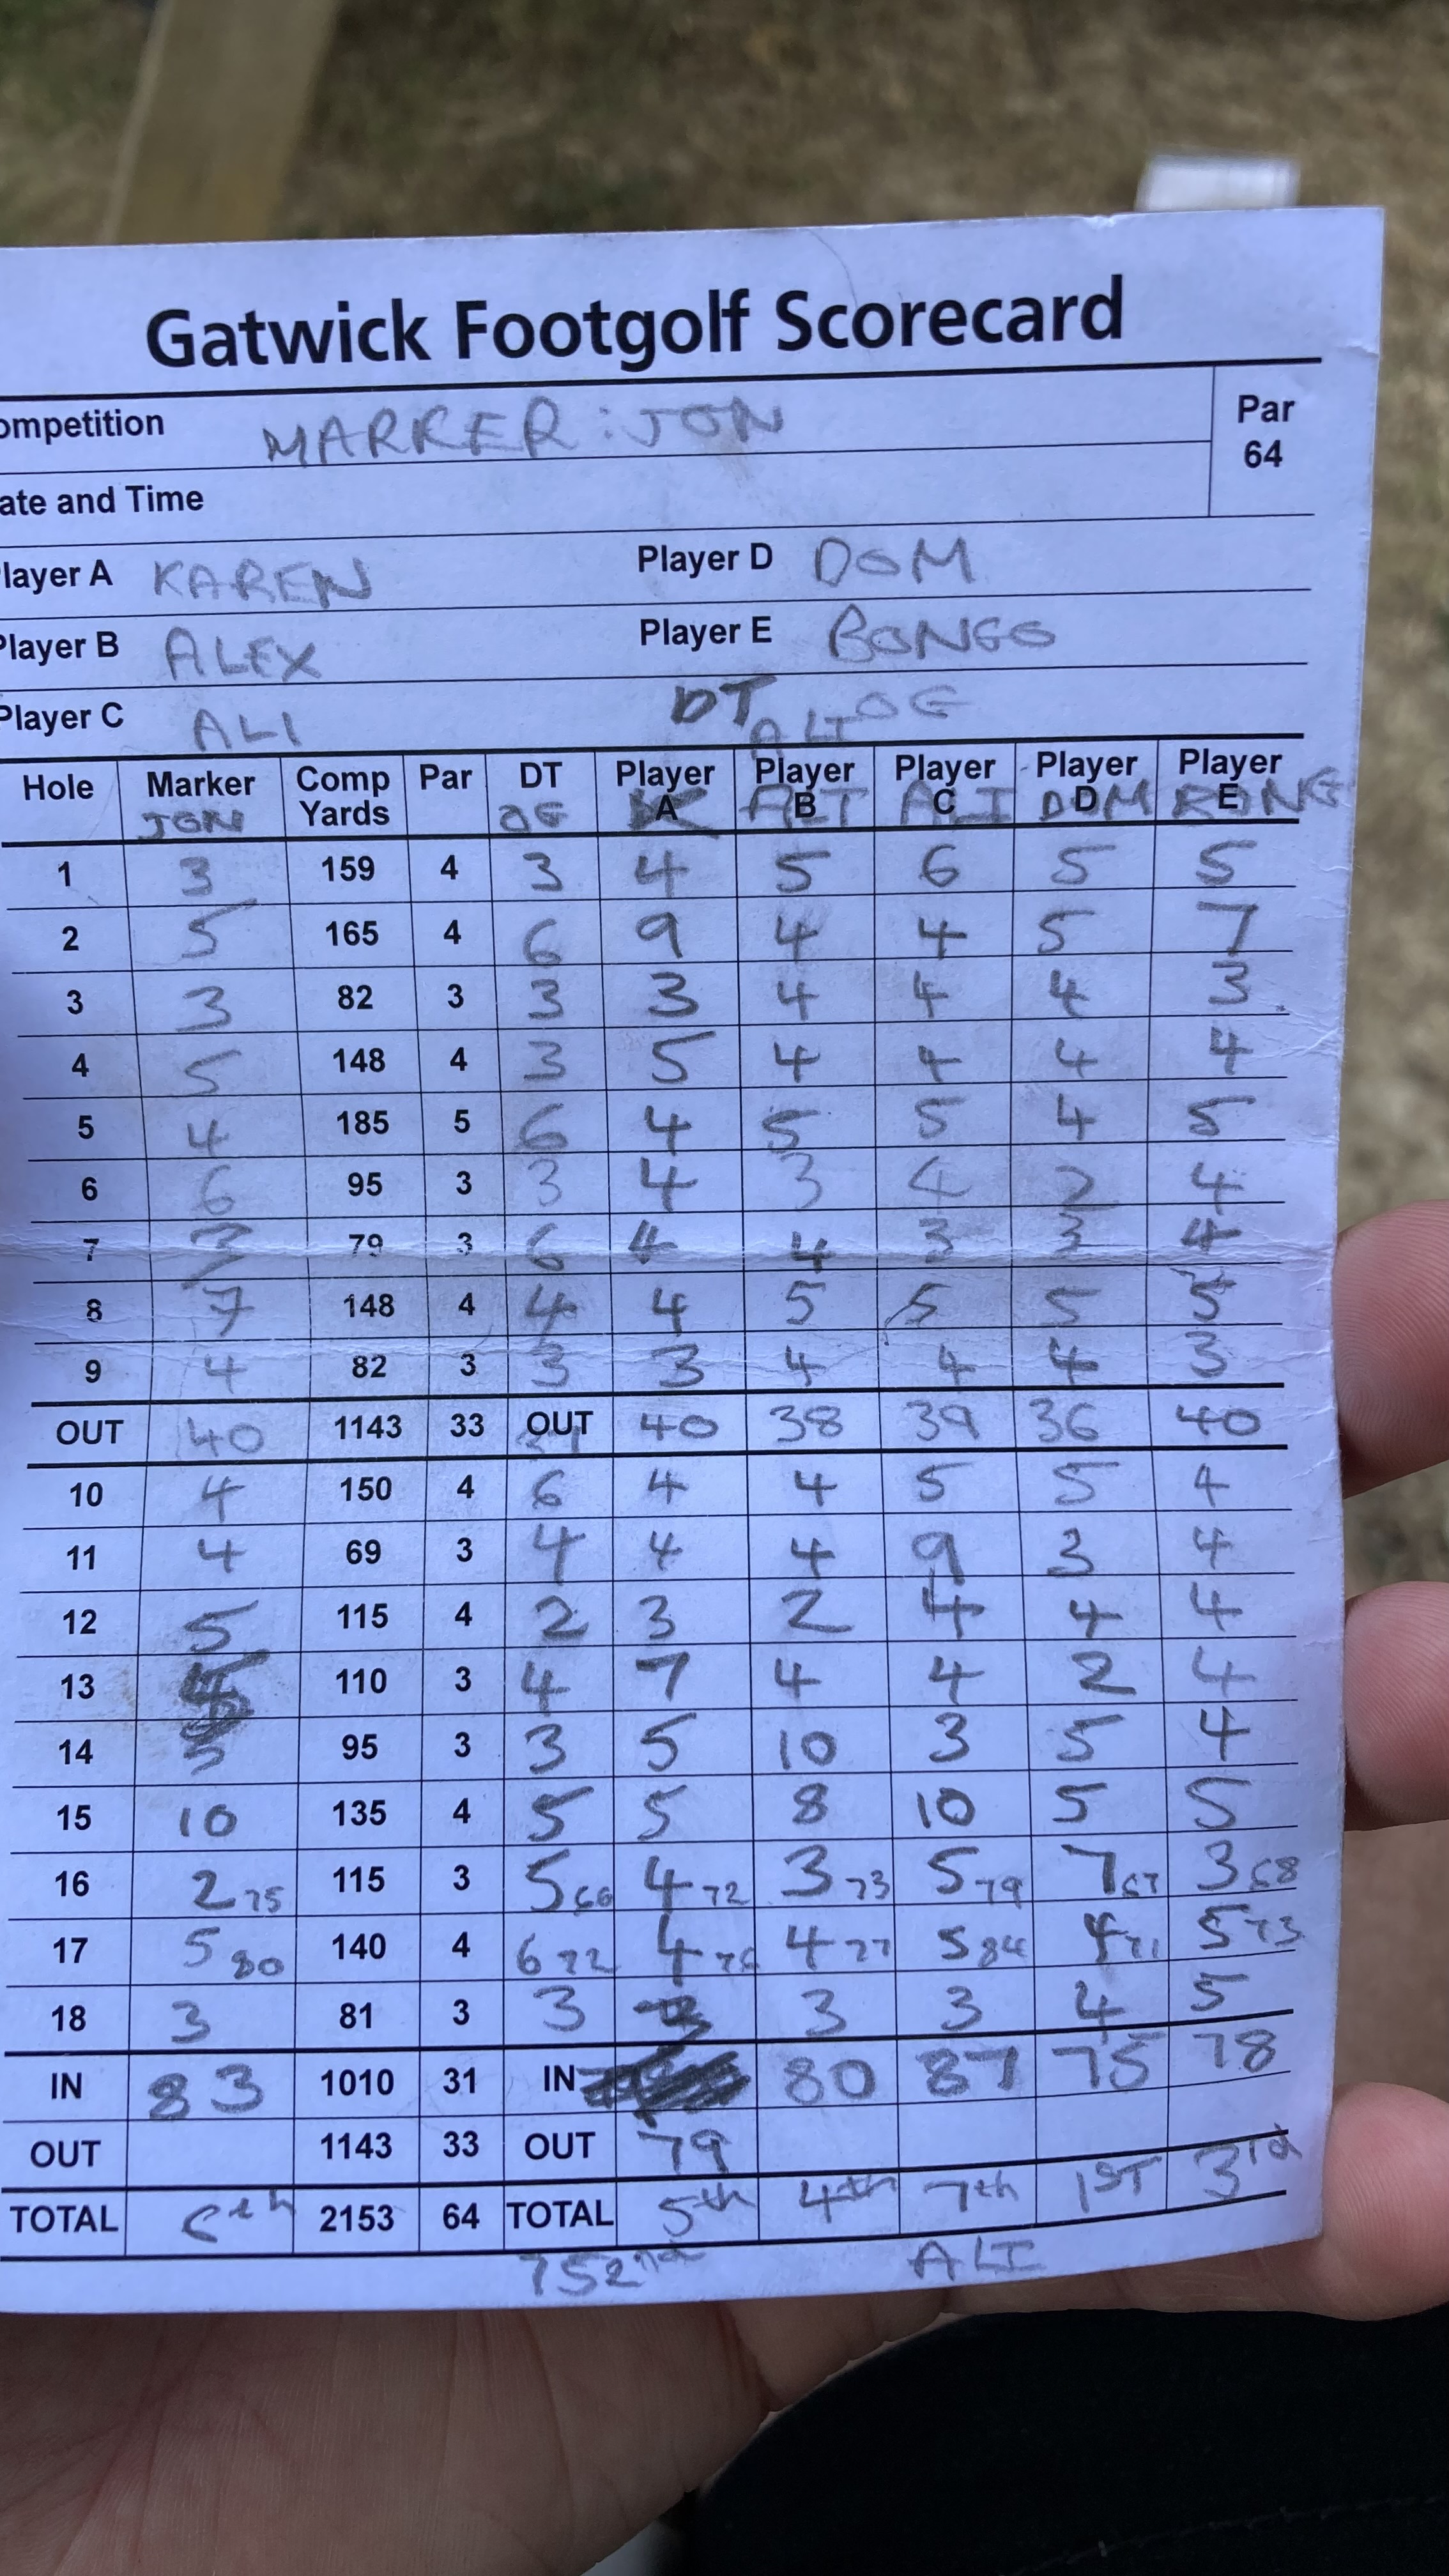 Gatwick Footgolf Scorecard
ompetition MARKER: JON Par 64
ate and Time
layer A KAREN Player D DOM
Player B ALEX Player E BONGO
Player C ALI DT OG
ALI
Hole Marker Comp Yards Par DT Player A Player B Player C Player D Player E
JON OG ALI DOM
1 3 159 4 3 4 5 6 5 5
2 5 165 4 6 9 4 4 5 7
3 3 82 3 3 3 4 4 4 3
4 5 148 4 3 5 4 4 4 4
5 4 185 5 6 4 5 5 4 5
6 6 95 3 3 4 3 4 2 4
7 3 79 3 6 4 4 3 3 4
8 7 148 4 4 4 5 5 5 5
9 4 82 3 3 3 4 4 4 3
OUT 40 1143 33 OUT 40 38 39 36 40
10 4 150 4 6 4 4 5 5 4
11 4 69 3 4 4 4 9 3 4
12 5 115 4 2 3 2 4 4 4
13 110 3 4 7 4 4 2 4
14 5 95 3 3 5 10 3 5 4
15 10 135 4 5 5 8 10 5 5
16 2 75 115 3 5 66 4 72 3 73 5 79 7 67 3 68
17 5 80 140 4 6 72 4 76 4 77 5 84 4 71 5 73
18 3 81 3 3 3 3 3 4 5
IN 83 1010 31 IN 80 87 75 78
OUT 1143 33 OUT 79
TOTAL 6th 2153 64 TOTAL 5th 4th 7th 1ST 3rd
75 2nd ALI